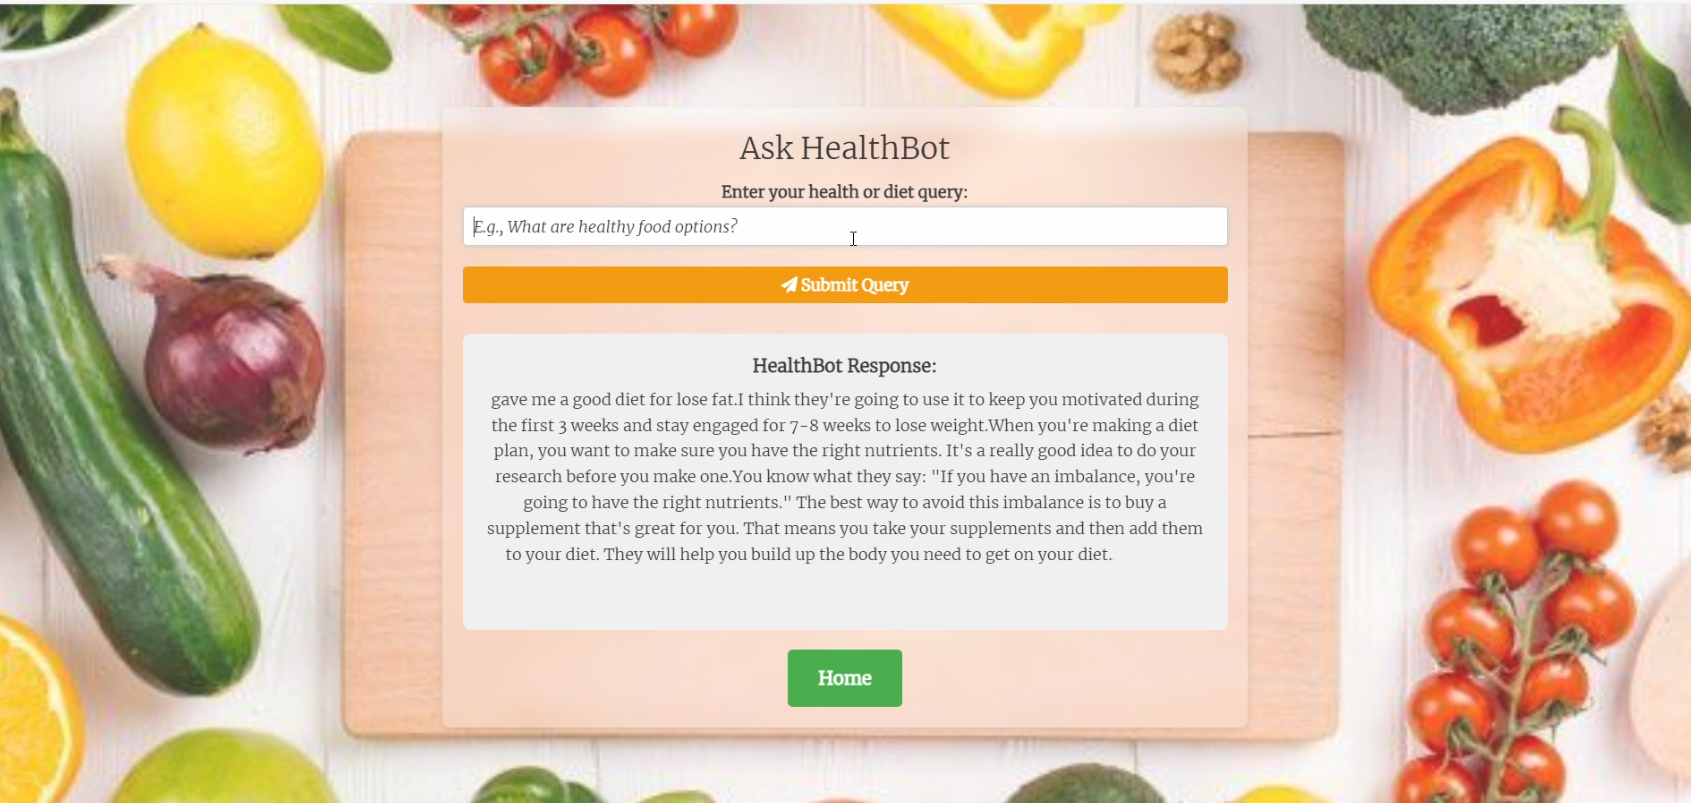 Ask HealthBot
Enter your health or diet query:
E.g., What are healthy food options?
Submit Query
HealthBot Response:
gave me a good diet for lose fat.I think they're going to use it to keep you motivated during
the first 3 weeks and stay engaged for 7-8 weeks to lose weight.When you're making a diet
plan, you want to make sure you have the right nutrients. It's a really good idea to do your
research before you make one.You know what they say: "If you have an imbalance, you're
going to have the right nutrients." The best way to avoid this imbalance is to buy a
supplement that's great for you. That means you take your supplements and then add them
to your diet. They will help you build up the body you need to get on your diet.
Home